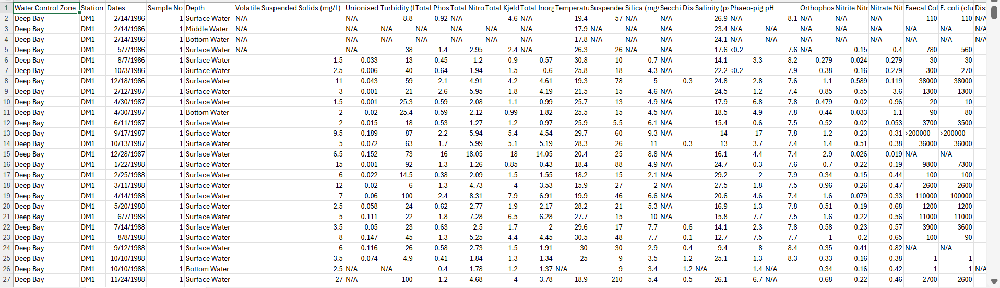 1 Water Control Zone Station Dates Sample No Depth Volatile Suspended Solids (mg/L) Unionised Turbidity ( Total Phos Total Nitro Total Kjeld Total Inorg Temperatu Suspended Silica (mg/ Secchi Dis Salinity (ps Phaeo-pig pH Orthophos Nitrite Nitr Nitrate Nit Faecal Col E. coli (cfu Dis
2 Deep Bay DM1 2/14/1986 1 Surface Water N/A N/A 8.8 0.92 N/A 4.6 N/A 19.4 57 N/A N/A 26.9 N/A 8.1 N/A N/A N/A 110 110 N/A
3 Deep Bay DM1 2/14/1986 1 Middle Water N/A N/A N/A N/A N/A N/A N/A 17.9 N/A N/A N/A 23.4 N/A N/A N/A N/A N/A N/A N/A N/A
4 Deep Bay DM1 2/14/1986 1 Bottom Water N/A N/A N/A N/A N/A N/A N/A 17.8 N/A N/A N/A 24.1 N/A N/A N/A N/A N/A N/A N/A N/A
5 Deep Bay DM1 5/7/1986 1 Surface Water N/A N/A 38 1.4 2.95 2.4 N/A 26.3 26 N/A N/A 17.6 <0.2 7.6 N/A 0.15 0.4 780 560
6 Deep Bay DM1 8/7/1986 1 Surface Water 1.5 0.033 13 0.45 1.2 0.9 0.57 30.8 10 0.7 N/A 14.1 3.3 8.2 0.279 0.024 0.279 30 30
7 Deep Bay DM1 10/3/1986 1 Surface Water 2.5 0.006 40 0.64 1.94 1.5 0.6 25.8 18 4.3 N/A 22.2 <0.2 7.9 0.38 0.16 0.279 300 270
8 Deep Bay DM1 12/18/1986 1 Surface Water 11 0.043 59 2.1 4.91 4.2 4.61 19.3 78 5 0.3 24.8 2.8 7.6 1.1 0.589 0.119 38000 38000
9 Deep Bay DM1 2/12/1987 1 Surface Water 3 0.001 21 2.6 5.95 1.8 4.19 21.5 15 4.6 N/A 24.5 1.2 7.4 0.85 0.55 3.6 1300 1300
10 Deep Bay DM1 4/30/1987 1 Surface Water 1.5 0.001 25.3 0.59 2.08 1.1 0.99 25.7 13 4.9 N/A 17.9 6.8 7.8 0.479 0.02 0.96 20 10
11 Deep Bay DM1 4/30/1987 1 Bottom Water 2 0.02 25.4 0.59 2.12 0.99 1.82 25.5 15 4.5 N/A 18.5 4.9 7.8 0.44 0.033 1.1 90 80
12 Deep Bay DM1 6/11/1987 1 Surface Water 2 0.015 18 0.53 1.27 1.2 0.97 25.9 5.5 6.1 N/A 15.4 0.6 7.5 0.52 0.02 0.053 3700 3500
13 Deep Bay DM1 9/17/1987 1 Surface Water 9.5 0.189 87 2.2 5.94 5.4 4.54 29.7 60 9.3 N/A 14 17 7.8 1.2 0.23 0.31 >200000 >200000
14 Deep Bay DM1 10/13/1987 1 Surface Water 5 0.072 63 1.7 5.99 5.1 5.19 28.3 26 11 0.3 13 3.7 7.4 1.4 0.51 0.38 36000 36000
15 Deep Bay DM1 12/28/1987 1 Surface Water 6.5 0.152 73 16 18.05 18 14.05 20.4 25 8.8 N/A 16.1 4.4 7.4 2.9 0.026 0.019 N/A N/A
16 Deep Bay DM1 1/22/1988 1 Surface Water 15 0.001 92 1 1.26 0.85 0.43 18.4 88 4.9 N/A 24.7 0.3 7.6 0.7 0.22 0.19 9800 7300
17 Deep Bay DM1 2/25/1988 1 Surface Water 6 0.022 14.5 0.38 2.09 1.5 1.55 18.2 15 2.1 N/A 29.2 2 7.9 0.34 0.15 0.44 100 100
18 Deep Bay DM1 3/11/1988 1 Surface Water 12 0.02 6 1.3 4.73 4 3.53 15.9 27 2 N/A 27.5 1.8 7.5 0.96 0.26 0.47 2600 2600
19 Deep Bay DM1 4/14/1988 1 Surface Water 7 0.06 100 2.4 8.31 7.9 6.91 19.9 46 6.6 N/A 20.6 4.6 7.4 1.6 0.079 0.33 110000 100000
20 Deep Bay DM1 5/20/1988 1 Surface Water 2.5 0.058 24 0.62 2.77 1.9 2.17 28.2 21 5.3 N/A 16.9 1.3 7.8 0.51 0.19 0.68 1200 1200
21 Deep Bay DM1 6/7/1988 1 Surface Water 5 0.111 22 1.8 7.28 6.5 6.28 27.7 15 10 N/A 15.8 7.7 7.5 1.6 0.22 0.56 11000 11000
22 Deep Bay DM1 7/14/1988 1 Surface Water 3.5 0.05 23 0.63 2.5 1.7 2 29.6 17 7.7 0.6 14.1 2.3 7.8 0.58 0.23 0.57 3900 3600
23 Deep Bay DM1 8/8/1988 1 Surface Water 8 0.147 45 1.3 5.25 4.4 4.45 30.5 48 7.7 0.1 12.7 7.5 7.7 1 0.2 0.65 100 90
24 Deep Bay DM1 9/12/1988 1 Surface Water 6 0.116 26 0.58 2.73 1.5 1.91 30 30 2.9 0.4 9.4 8 8.4 0.35 0.41 0.82 N/A N/A
25 Deep Bay DM1 10/10/1988 1 Surface Water 3.5 0.074 4.9 0.41 1.84 1.3 1.34 25 9 3.5 1.2 25.1 1.3 8.3 0.33 0.16 0.38 1 1
26 Deep Bay DM1 10/10/1988 1 Bottom Water 2.5 N/A N/A 0.4 1.78 1.2 1.37 N/A 9 3.4 1.2 N/A 1.4 N/A 0.34 0.16 0.42 1 1 N/A
27 Deep Bay DM1 11/24/1988 1 Surface Water 27 N/A 100 1.2 4.68 4 3.78 18.9 210 5.4 0.5 26.1 6.7 N/A 0.68 0.22 0.46 2700 2600